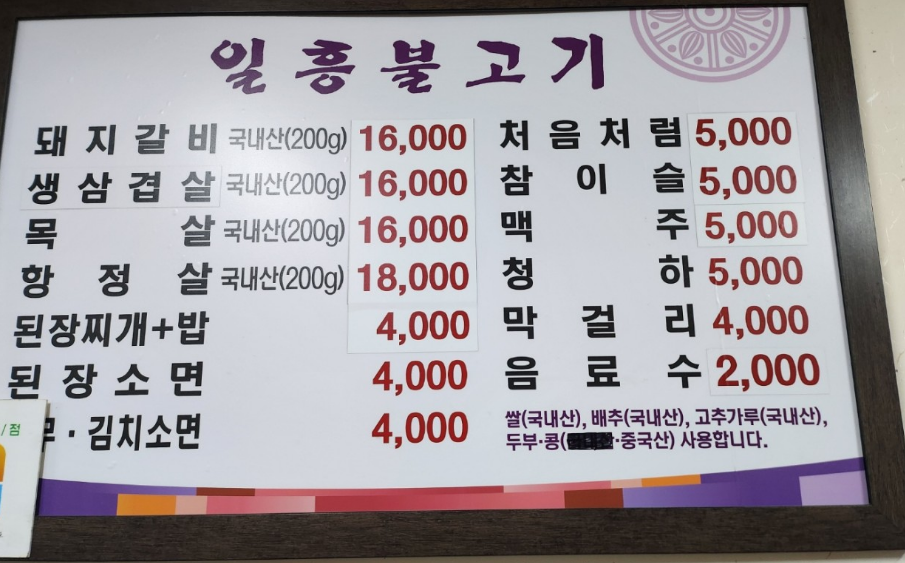 일흥불고기
돼지갈비 국내산(200g) 16,000
생삼겹살 국내산(200g) 16,000
목살 국내산(200g) 16,000
항정살 국내산(200g) 18,000
된장찌개+밥 4,000
된장소면 4,000
· 김치소면 4,000
처음처럼 5,000
참이슬 5,000
맥주 5,000
청하 5,000
막걸리 4,000
음료수 2,000
쌀(국내산), 배추(국내산), 고추가루(국내산),
두부·콩(·중국산) 사용합니다.
/ 점